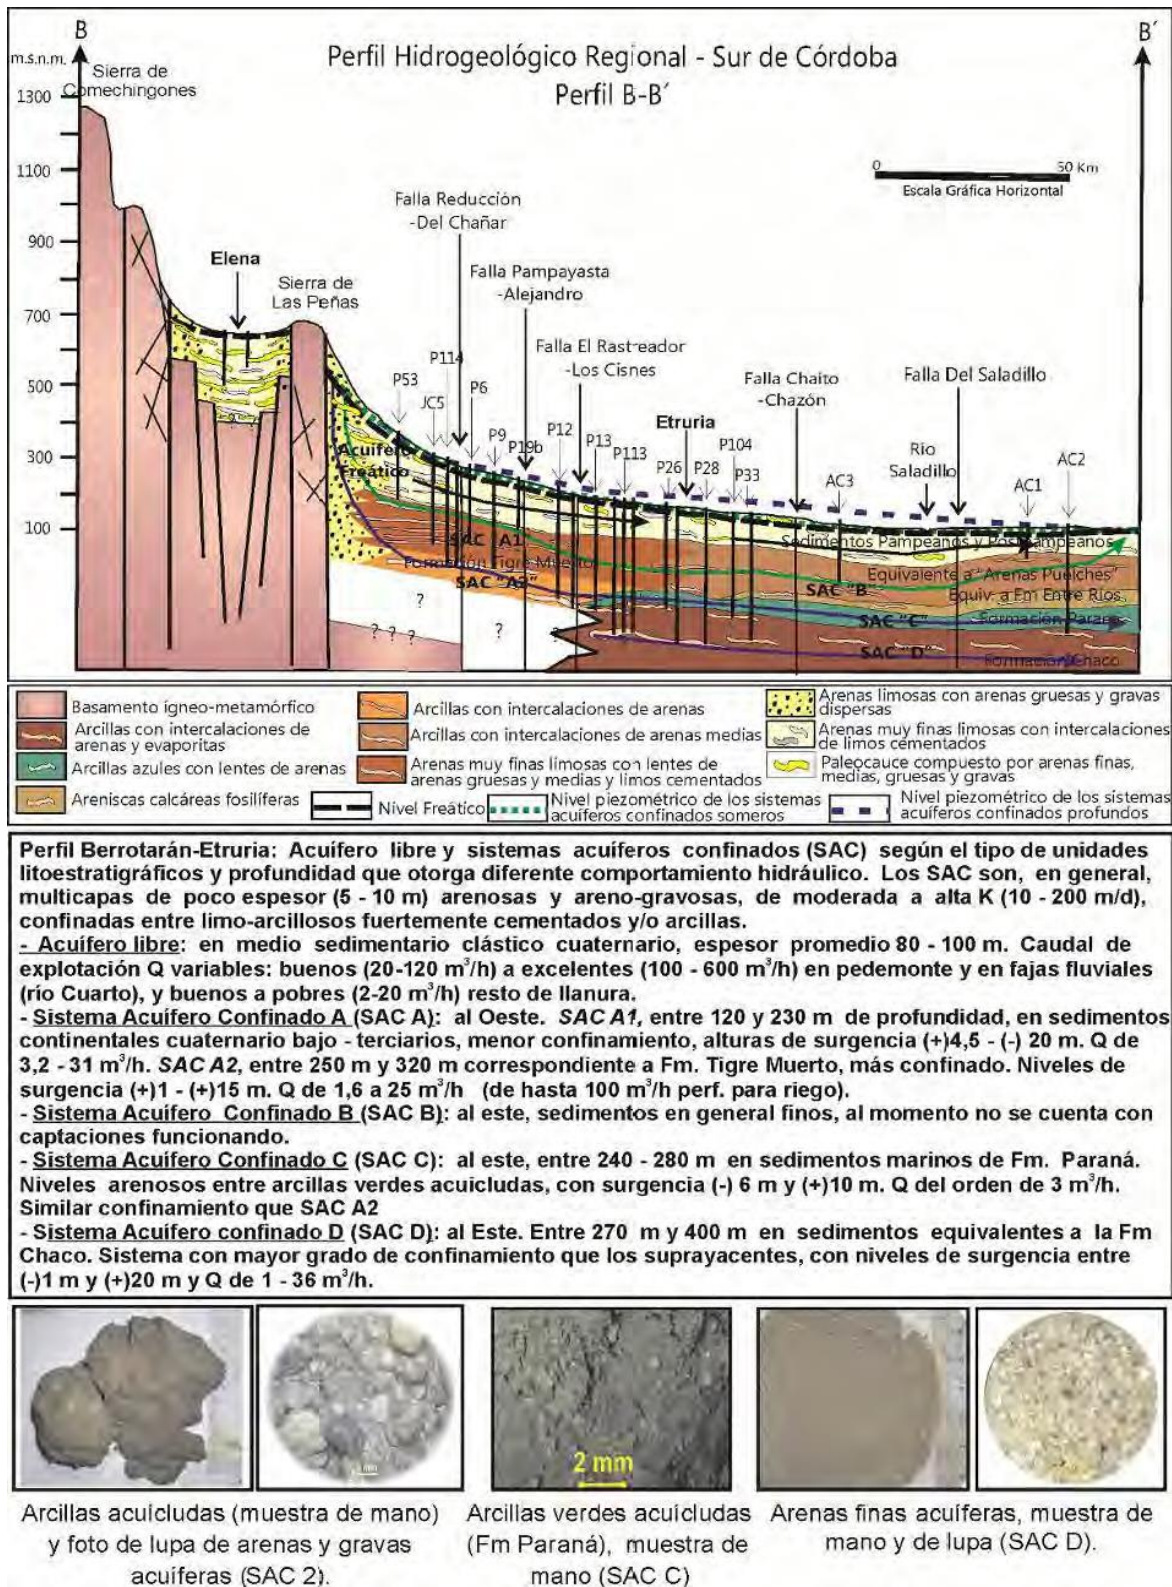 B
B´
m.s.n.m.
Sierra de
Comechingones
Perfil Hidrogeológico Regional - Sur de Córdoba
Perfil B-B´
1300
1100
900
700
500
300
100
0
50 Km
Escala Gráfica Horizontal
Falla Reducción
-Del Chañar
Elena
Sierra de
Las Peñas
Falla Pampayasta
-Alejandro
Falla El Rastreador
-Los Cisnes
Falla Chaito
-Chazón
Falla Del Saladillo
P53
JC5
P114
P6
P9
P19b
P12
P13
P113
Etruria
P26
P28
P104
P33
AC3
Río
Saladillo
AC1
AC2
Acuífero
Freático
SAC "A1"
Formación Tigre Muerto
SAC "A2"
?
? ? ?
?
?
Sedimentos Pampeanos y Postpampeanos
Equivalente a "Arenas Puelches"
SAC "B"
Equiv. a Fm Entre Ríos
SAC "C"
Formación Paraná
SAC "D"
Formación Chaco
Basamento ígneo-metamórfico
Arcillas con intercalaciones de
arenas y evaporitas
Arcillas azules con lentes de arenas
Areniscas calcáreas fosilíferas
Arcillas con intercalaciones de arenas
Arcillas con intercalaciones de arenas medias
Arenas muy finas limosas con lentes de
arenas gruesas y medias y limos cementados
Arenas limosas con arenas gruesas y gravas
dispersas
Arenas muy finas limosas con intercalaciones
de limos cementados
Paleocauce compuesto por arenas finas,
medias, gruesas y gravas
Nivel Freático
Nivel piezométrico de los sistemas
acuíferos confinados someros
Nivel piezométrico de los sistemas
acuíferos confinados profundos
Perfil Berrotarán-Etruria: Acuífero libre y sistemas acuíferos confinados (SAC) según el tipo de unidades
litoestratigráficos y profundidad que otorga diferente comportamiento hidráulico. Los SAC son, en general,
multicapas de poco espesor (5 - 10 m) arenosas y areno-gravosas, de moderada a alta K (10 - 200 m/d),
confinadas entre limo-arcillosos fuertemente cementados y/o arcillas.
- Acuífero libre: en medio sedimentario clástico cuaternario, espesor promedio 80 - 100 m. Caudal de
explotación Q variables: buenos (20-120 m³/h) a excelentes (100 - 600 m³/h) en pedemonte y en fajas fluviales
(río Cuarto), y buenos a pobres (2-20 m³/h) resto de llanura.
- Sistema Acuífero Confinado A (SAC A): al Oeste. SAC A1, entre 120 y 230 m de profundidad, en sedimentos
continentales cuaternario bajo - terciarios, menor confinamiento, alturas de surgencia (+)4,5 - (-) 20 m. Q de
3,2 - 31 m³/h. SAC A2, entre 250 m y 320 m correspondiente a Fm. Tigre Muerto, más confinado. Niveles de
surgencia (+)1 - (+)15 m. Q de 1,6 a 25 m³/h (de hasta 100 m³/h perf. para riego).
- Sistema Acuífero Confinado B (SAC B): al este, sedimentos en general finos, al momento no se cuenta con
captaciones funcionando.
- Sistema Acuífero Confinado C (SAC C): al este, entre 240 - 280 m en sedimentos marinos de Fm. Paraná.
Niveles arenosos entre arcillas verdes acuicludas, con surgencia (-) 6 m y (+)10 m. Q del orden de 3 m³/h.
Similar confinamiento que SAC A2
- Sistema Acuífero confinado D (SAC D): al Este. Entre 270 m y 400 m en sedimentos equivalentes a la Fm
Chaco. Sistema con mayor grado de confinamiento que los suprayacentes, con niveles de surgencia entre
(-)1 m y (+)20 m y Q de 1 - 36 m³/h.
2 mm
Arcillas acuicludas (muestra de mano)
y foto de lupa de arenas y gravas
acuíferas (SAC 2).
Arcillas verdes acuicludas
(Fm Paraná), muestra de
mano (SAC C)
Arenas finas acuíferas, muestra de
mano y de lupa (SAC D).